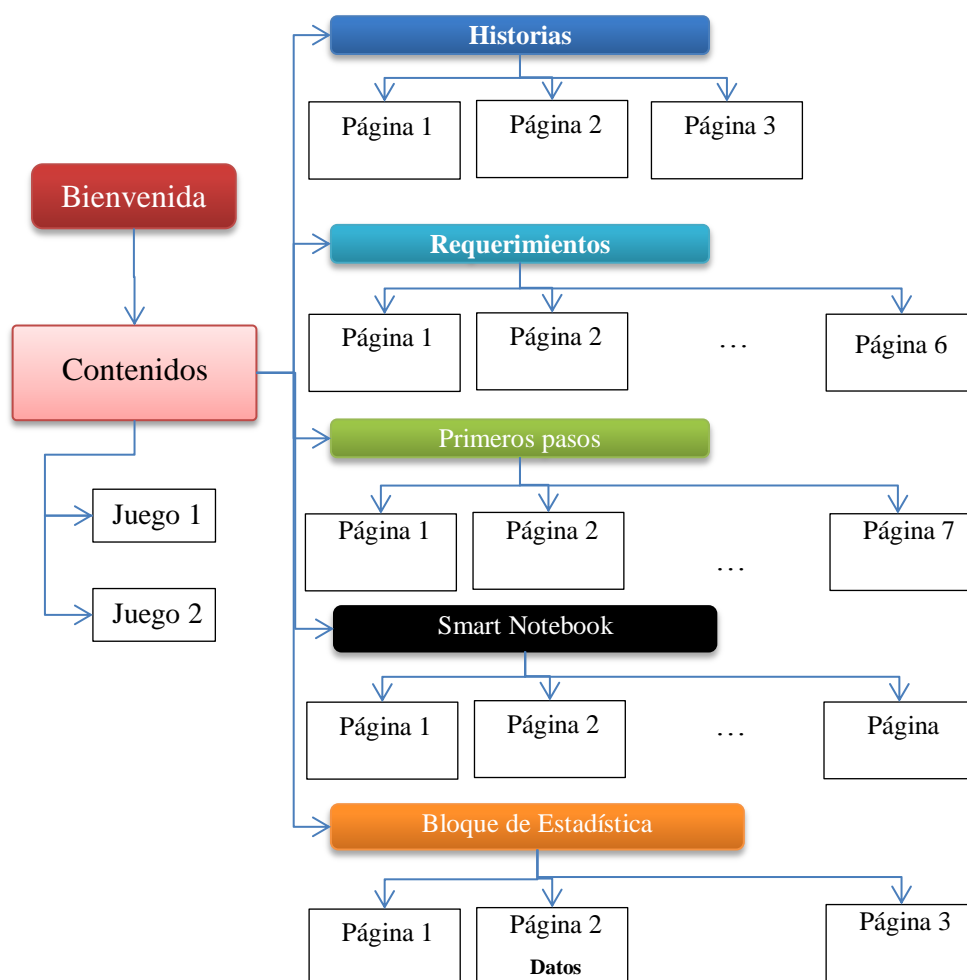 Historias
Página 1
Página 2
Página 3
Bienvenida
Requerimientos
Página 1
Página 2
…
Página 6
Contenidos
Primeros pasos
Página 1
Página 2
…
Página 7
Juego 1
Juego 2
Smart Notebook
Página 1
Página 2
…
Página
Bloque de Estadística
Página 1
Página 2
Datos
Página 3